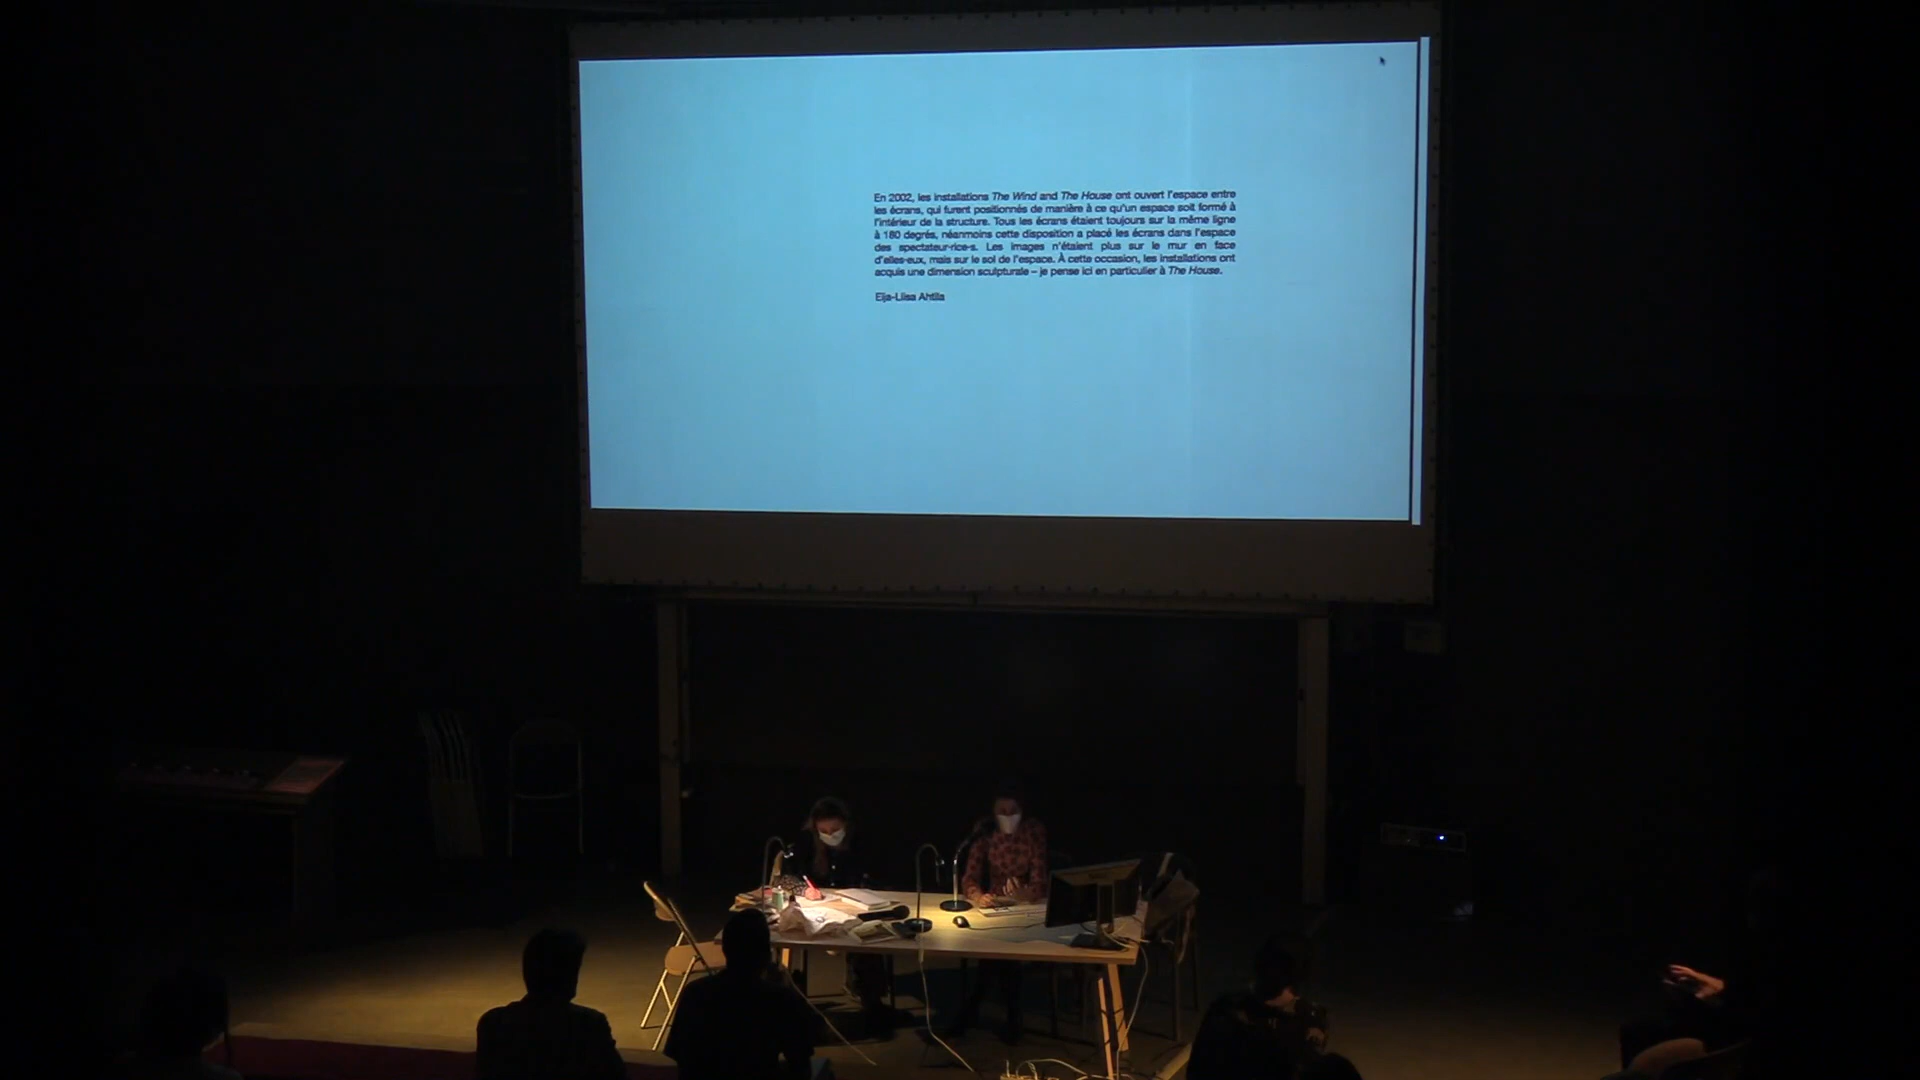 En 2002, les installations The Wind and The House ont ouvert l'espace entre
les écrans, qui furent positionnés de manière à ce qu'un espace soit formé à
l'intérieur de la structure. Tous les écrans étaient toujours sur la même ligne
à 180 degrés, néanmoins cette disposition a placé les écrans dans l'espace
des spectateur·rice·s. Les images n'étaient plus sur le mur en face
d'elles·eux, mais sur le sol de l'espace. À cette occasion, les installations ont
acquis une dimension sculpturale – je pense ici en particulier à The House.
Eija-Liisa Ahtila